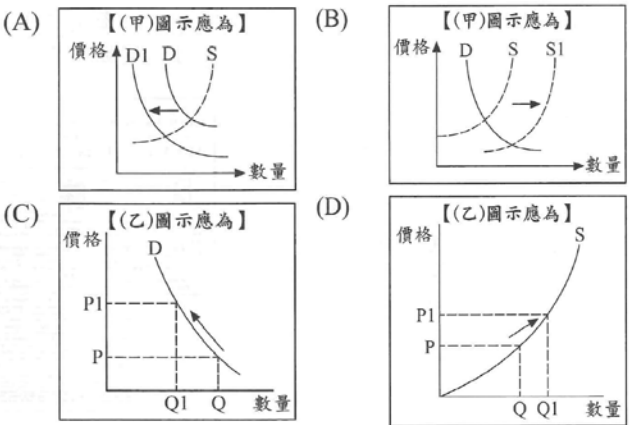 (A)
【(甲)圖示應為】
價格
D1 D S
數量
(B)
【(甲)圖示應為】
價格
D S S1
數量
(C)
【(乙)圖示應為】
價格
D
P1
P
Q1 Q 數量
(D)
【(乙)圖示應為】
價格
S
P1
P
Q Q1 數量